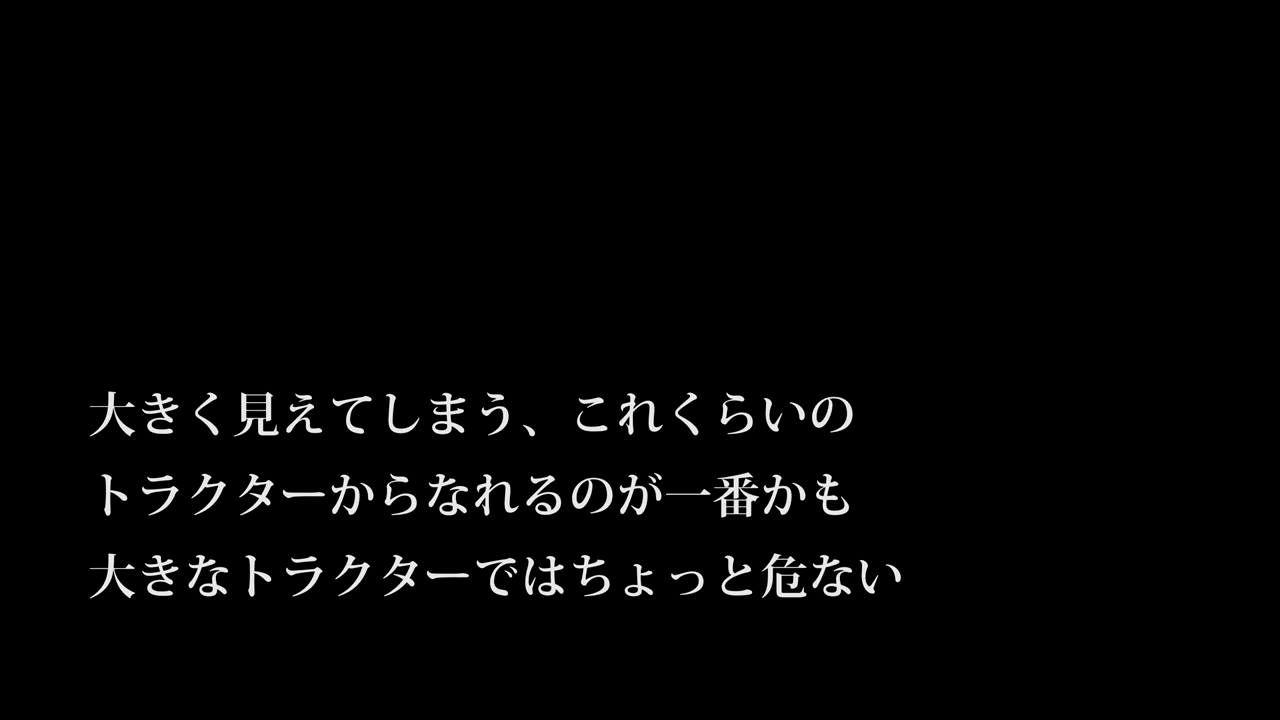 大きく見えてしまう、これくらいの
トラクターからなれるのが一番かも
大きなトラクターではちょっと危ない